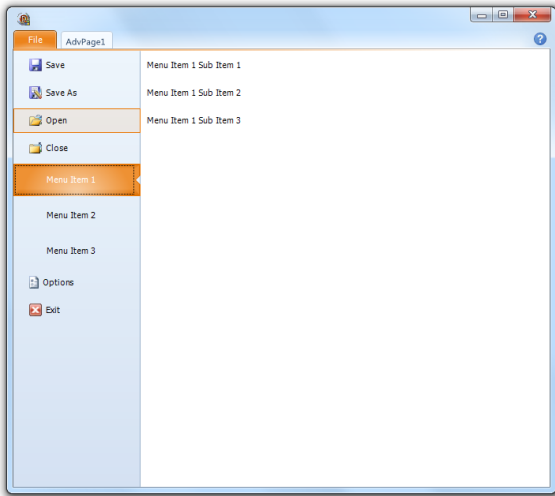 File
AdvPage1
Save
Menu Item 1 Sub Item 1
Save As
Menu Item 1 Sub Item 2
Open
Menu Item 1 Sub Item 3
Close
Menu Item 1
Menu Item 2
Menu Item 3
Options
Exit